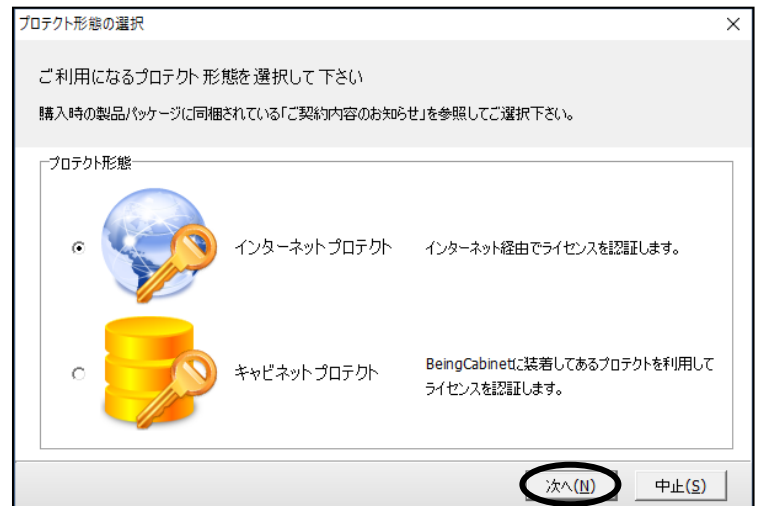 プロテクト形態の選択
ご利用になるプロテクト形態を選択して下さい
購入時の製品パッケージに同梱されている「ご契約内容のお知らせ」を参照してご選択下さい。
プロテクト形態
インターネットプロテクト
インターネット経由でライセンスを認証します。
キャビネットプロテクト
BeingCabinetに装着してあるプロテクトを利用して
ライセンスを認証します。
次へ(N)
中止(S)